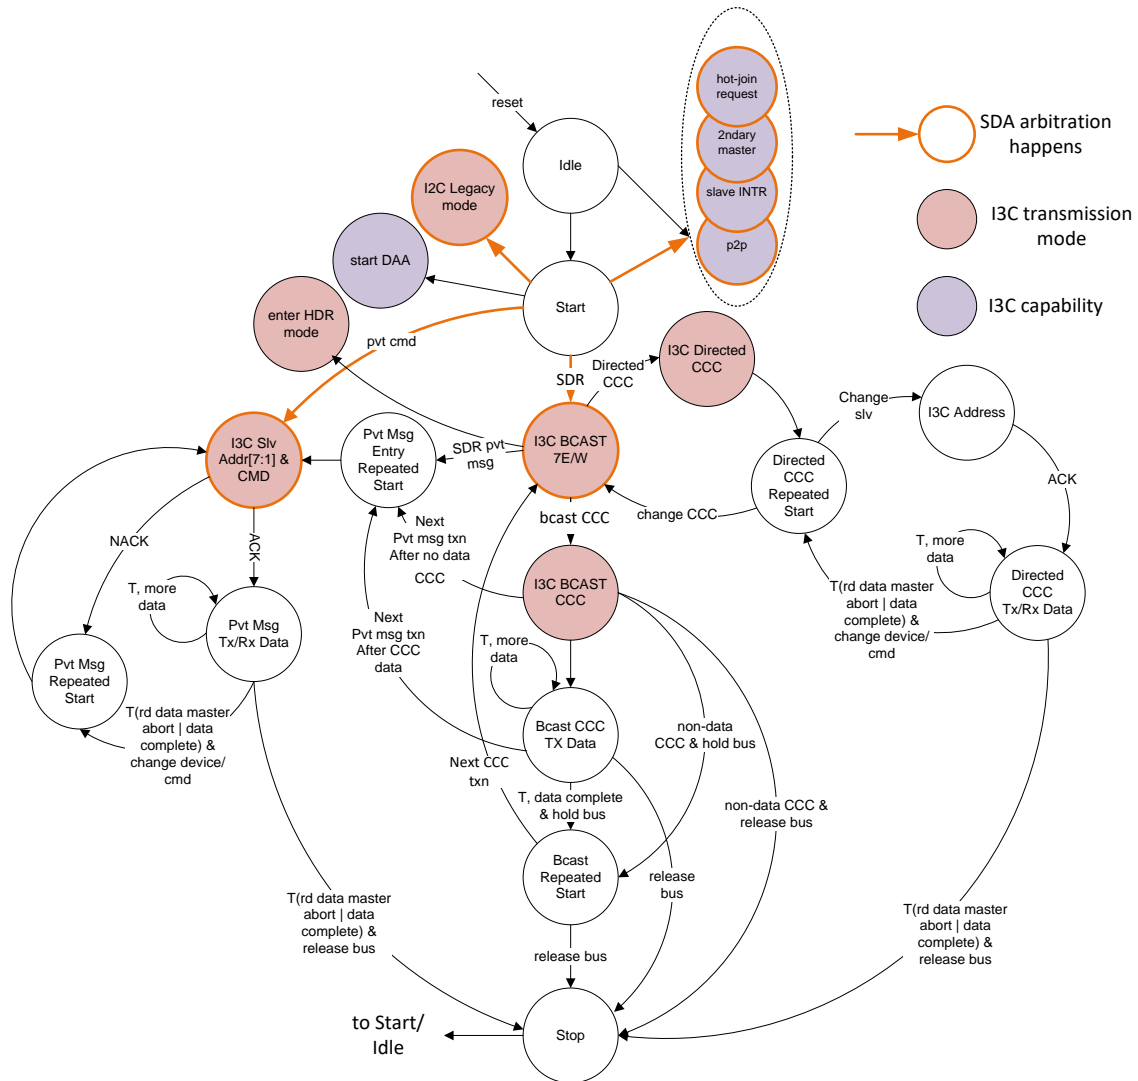 reset
Idle
hot-join
request
2ndary
master
slave INTR
p2p
SDA arbitration
happens
I3C transmission
mode
I3C capability
I2C Legacy
mode
start DAA
enter HDR
mode
Start
pvt cmd
SDR
Directed
CCC
I3C Directed
CCC
Change
slv
I3C Address
I3C Slv
Addr[7:1] &
CMD
Pvt Msg
Entry
Repeated
Start
SDR pvt
msg
I3C BCAST
7E/W
change CCC
Directed
CCC
Repeated
Start
ACK
bcast CCC
NACK
ACK
Next
Pvt msg txn
After no data
CCC
I3C BCAST
CCC
T, more
data
Directed
CCC
Tx/Rx Data
T(rd data master
abort | data
complete) &
change device/
cmd
T, more
data
Pvt Msg
Tx/Rx Data
Pvt Msg
Repeated
Start
Next
Pvt msg txn
After CCC
data
T, more
data
Bcast CCC
TX Data
T(rd data master
abort | data
complete) &
change device/
cmd
Next CCC
txn
T, data complete
& hold bus
non-data
CCC & hold bus
non-data CCC &
release bus
Bcast
Repeated
Start
release
bus
T(rd data master
abort | data
complete) &
release bus
T(rd data master
abort | data
complete) &
release bus
release bus
Stop
to Start/
Idle